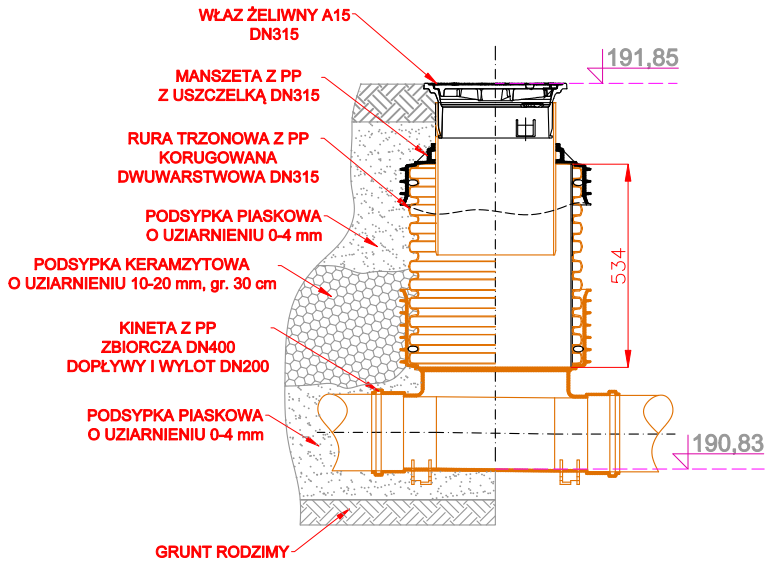 WŁAZ ŻELIWNY A15
DN315
191,85
MANSZETA Z PP
Z USZCZELKĄ DN315
RURA TRZONOWA Z PP
KORUGOWANA
DWUWARSTWOWA DN315
PODSYPKA PIASKOWA
O UZIARNIENIU 0-4 mm
534
PODSYPKA KERAMZYTOWA
O UZIARNIENIU 10-20 mm, gr. 30 cm
KINETA Z PP
ZBIORCZA DN400
DOPŁYWY I WYLOT DN200
PODSYPKA PIASKOWA
O UZIARNIENIU 0-4 mm
190,83
GRUNT RODZIMY